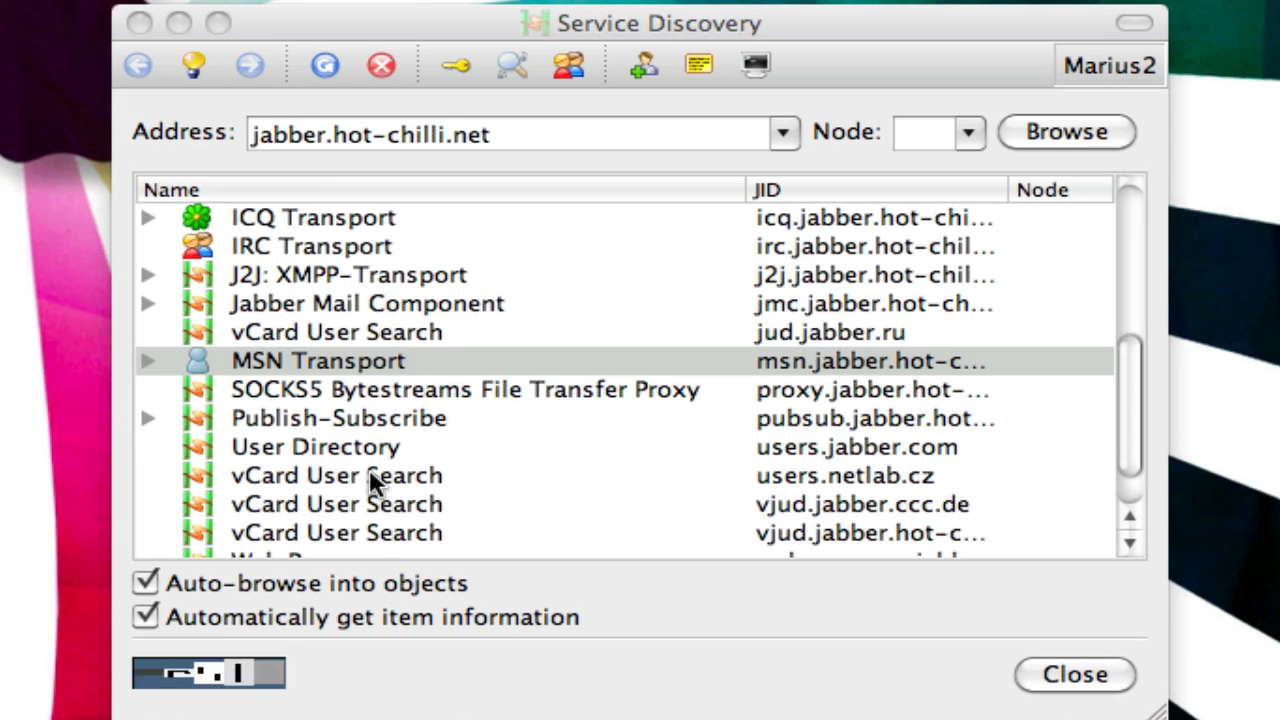 Service Discovery
Marius2
Address: jabber.hot-chilli.net Node: Browse
Name JID Node
ICQ Transport icq.jabber.hot-chi...
IRC Transport irc.jabber.hot-chil...
J2J: XMPP-Transport j2j.jabber.hot-chil...
Jabber Mail Component jmc.jabber.hot-ch...
vCard User Search jud.jabber.ru
MSN Transport msn.jabber.hot-c...
SOCKS5 Bytestreams File Transfer Proxy proxy.jabber.hot-...
Publish-Subscribe pubsub.jabber.hot...
User Directory users.jabber.com
vCard User Search users.netlab.cz
vCard User Search vjud.jabber.ccc.de
vCard User Search vjud.jabber.hot-c...
Auto-browse into objects
Automatically get item information
Close